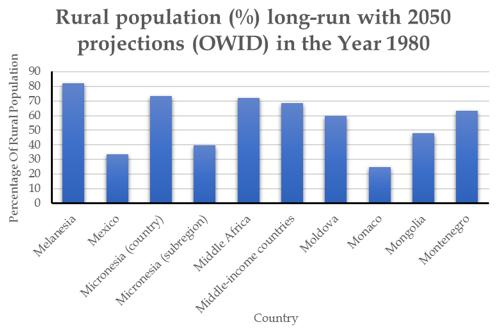 Rural population (%) long-run with 2050
projections (OWID) in the Year 1980
Percentage Of Rural Population
90
80
70
60
50
40
30
20
10
0
Melanesia
Mexico
Micronesia (country)
Micronesia (subregion)
Middle Africa
Middle-income countries
Moldova
Monaco
Mongolia
Montenegro
Country